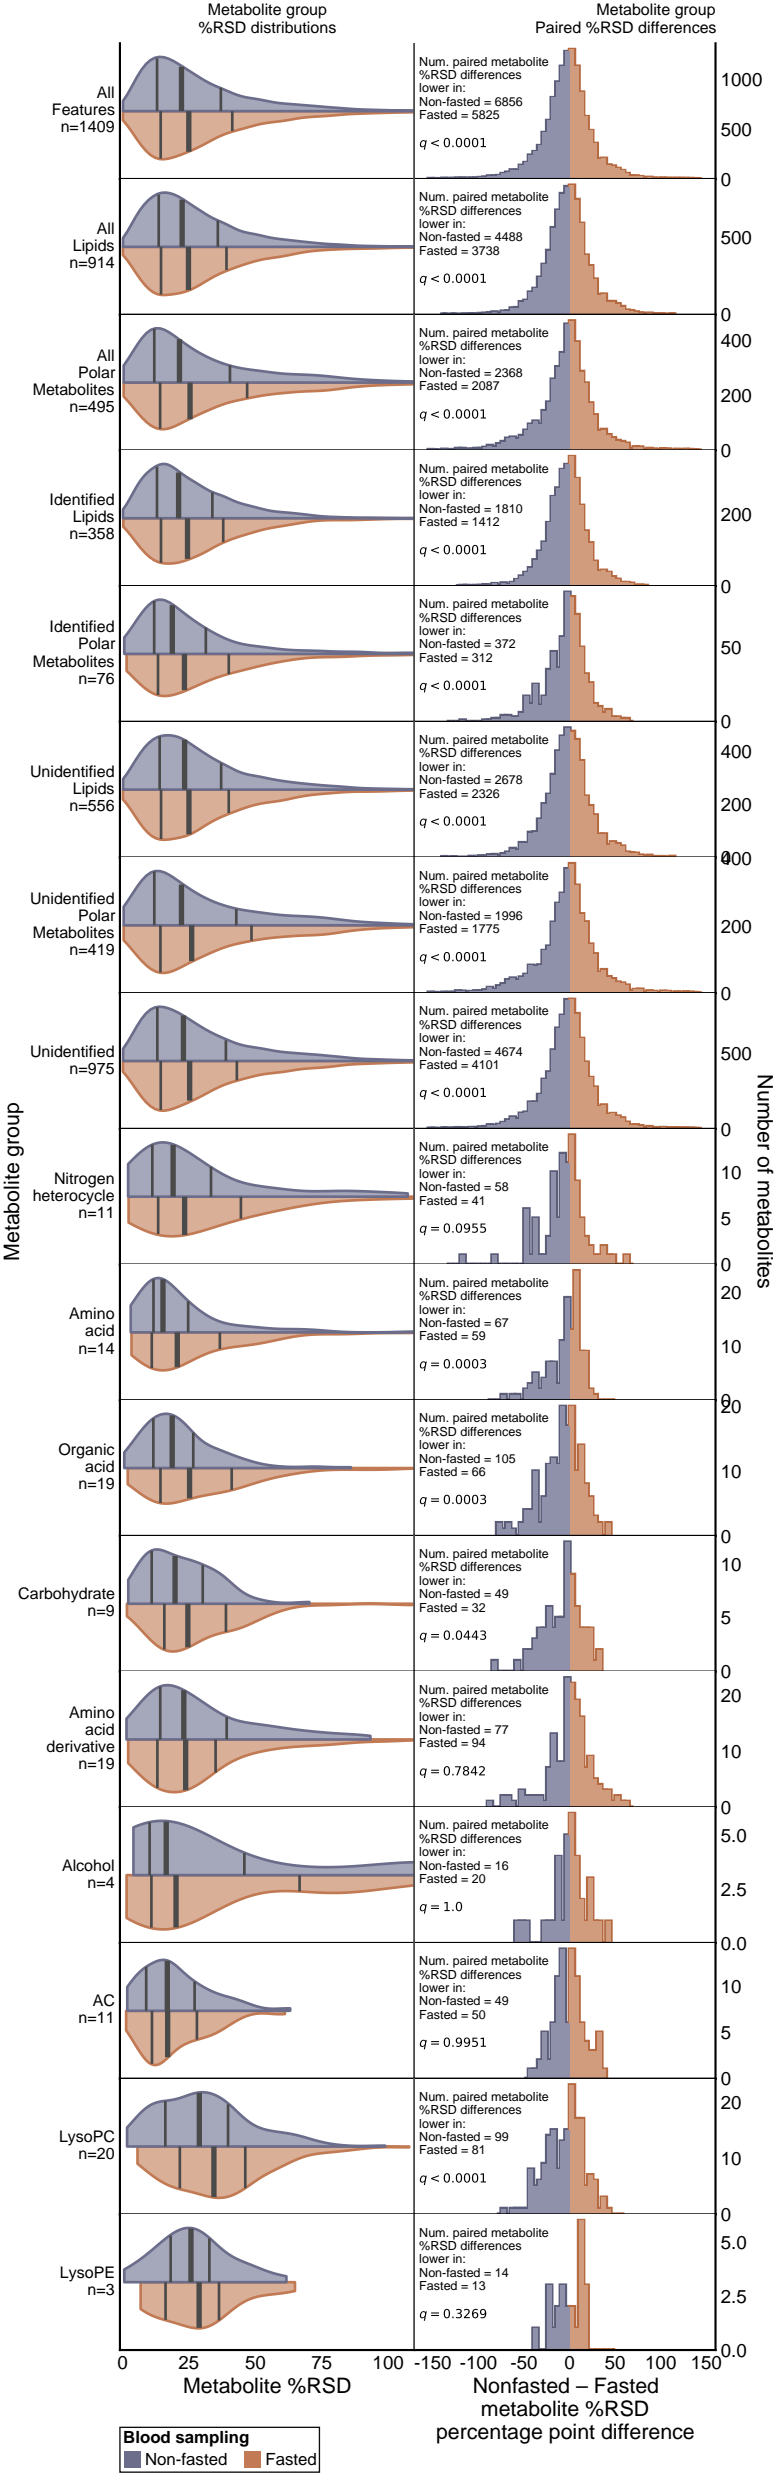 Metabolite group
%RSD distributions
Metabolite group
Paired %RSD differences
All
Features
n=1409
Num. paired metabolite
%RSD differences
lower in:
Non-fasted = 6856
Fasted = 5825
q < 0.0001
1000
500
0
All
Lipids
n=914
Num. paired metabolite
%RSD differences
lower in:
Non-fasted = 4488
Fasted = 3738
q < 0.0001
500
0
All
Polar
Metabolites
n=495
Num. paired metabolite
%RSD differences
lower in:
Non-fasted = 2368
Fasted = 2087
q < 0.0001
400
200
0
Identified
Lipids
n=358
Num. paired metabolite
%RSD differences
lower in:
Non-fasted = 1810
Fasted = 1412
q < 0.0001
200
0
Identified
Polar
Metabolites
n=76
Num. paired metabolite
%RSD differences
lower in:
Non-fasted = 372
Fasted = 312
q < 0.0001
50
0
Unidentified
Lipids
n=556
Num. paired metabolite
%RSD differences
lower in:
Non-fasted = 2678
Fasted = 2326
q < 0.0001
400
200
0
Unidentified
Polar
Metabolites
n=419
Num. paired metabolite
%RSD differences
lower in:
Non-fasted = 1996
Fasted = 1775
q < 0.0001
400
200
0
Unidentified
n=975
Num. paired metabolite
%RSD differences
lower in:
Non-fasted = 4674
Fasted = 4101
q < 0.0001
500
0
Metabolite group
Number of metabolites
Nitrogen
heterocycle
n=11
Num. paired metabolite
%RSD differences
lower in:
Non-fasted = 58
Fasted = 41
q = 0.0955
10
5
0
Amino
acid
n=14
Num. paired metabolite
%RSD differences
lower in:
Non-fasted = 67
Fasted = 59
q = 0.0003
20
10
0
Organic
acid
n=19
Num. paired metabolite
%RSD differences
lower in:
Non-fasted = 105
Fasted = 66
q = 0.0003
20
10
0
Carbohydrate
n=9
Num. paired metabolite
%RSD differences
lower in:
Non-fasted = 49
Fasted = 32
q = 0.0443
10
5
0
Amino
acid
derivative
n=19
Num. paired metabolite
%RSD differences
lower in:
Non-fasted = 77
Fasted = 94
q = 0.7842
20
10
0
Alcohol
n=4
Num. paired metabolite
%RSD differences
lower in:
Non-fasted = 16
Fasted = 20
q = 1.0
5.0
2.5
0.0
AC
n=11
Num. paired metabolite
%RSD differences
lower in:
Non-fasted = 49
Fasted = 50
q = 0.9951
10
5
0
LysoPC
n=20
Num. paired metabolite
%RSD differences
lower in:
Non-fasted = 99
Fasted = 81
q < 0.0001
20
10
0
LysoPE
n=3
Num. paired metabolite
%RSD differences
lower in:
Non-fasted = 14
Fasted = 13
q = 0.3269
5.0
2.5
0.0
0 25 50 75 100
-150 -100 -50 0 50 100 150
Metabolite %RSD
Nonfasted – Fasted
metabolite %RSD
percentage point difference
Blood sampling
Non-fasted Fasted